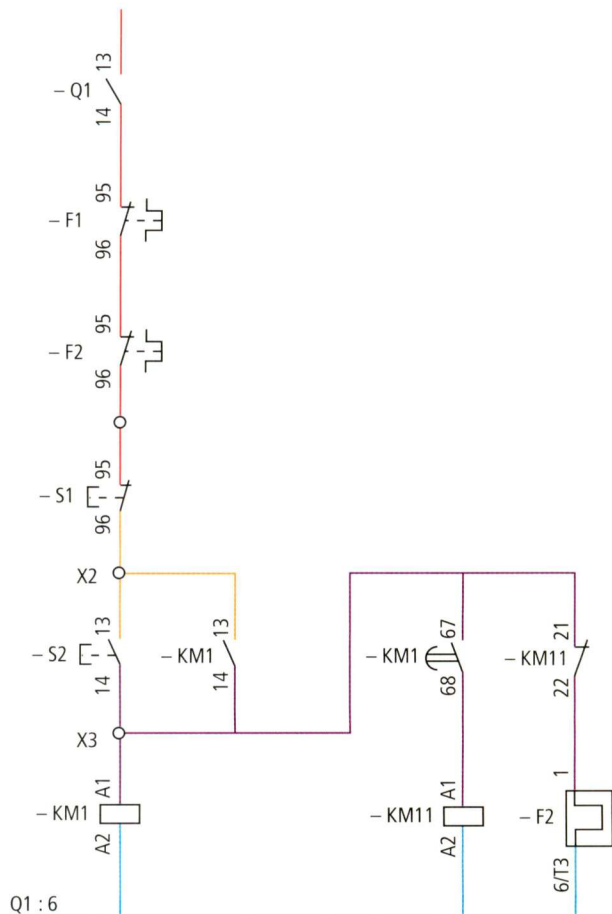 13
– Q1
14
95
– F1
96
95
– F2
96
95
– S1
96
X2
13
– S2
14
13
– KM1
14
67
– KM1
68
21
– KM11
22
X3
A1
– KM1
A2
A1
– KM11
A2
1
– F2
6/T3
Q1 : 6